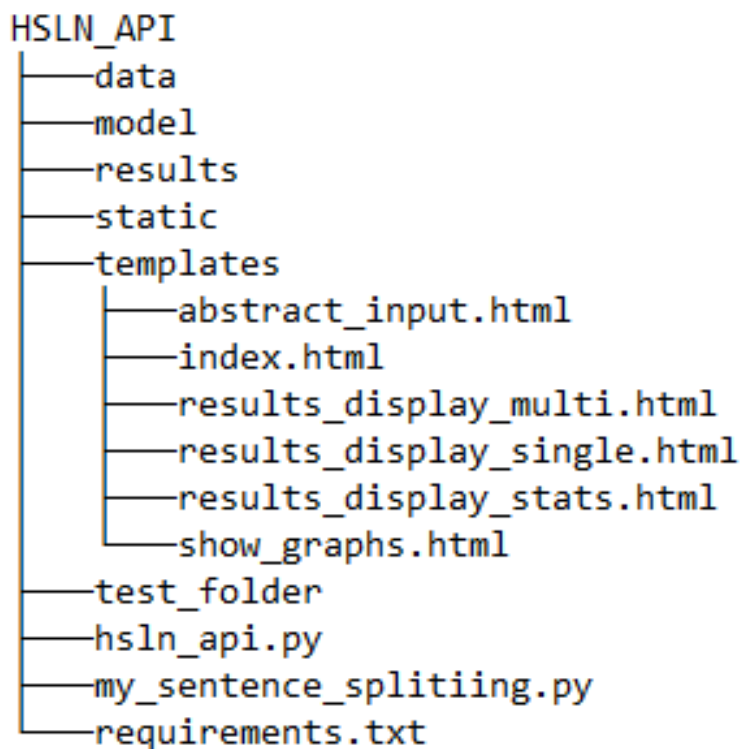 HSLN_API
data
model
results
static
templates
abstract_input.html
index.html
results_display_multi.html
results_display_single.html
results_display_stats.html
show_graphs.html
test_folder
hsln_api.py
my_sentence_splitiing.py
requirements.txt